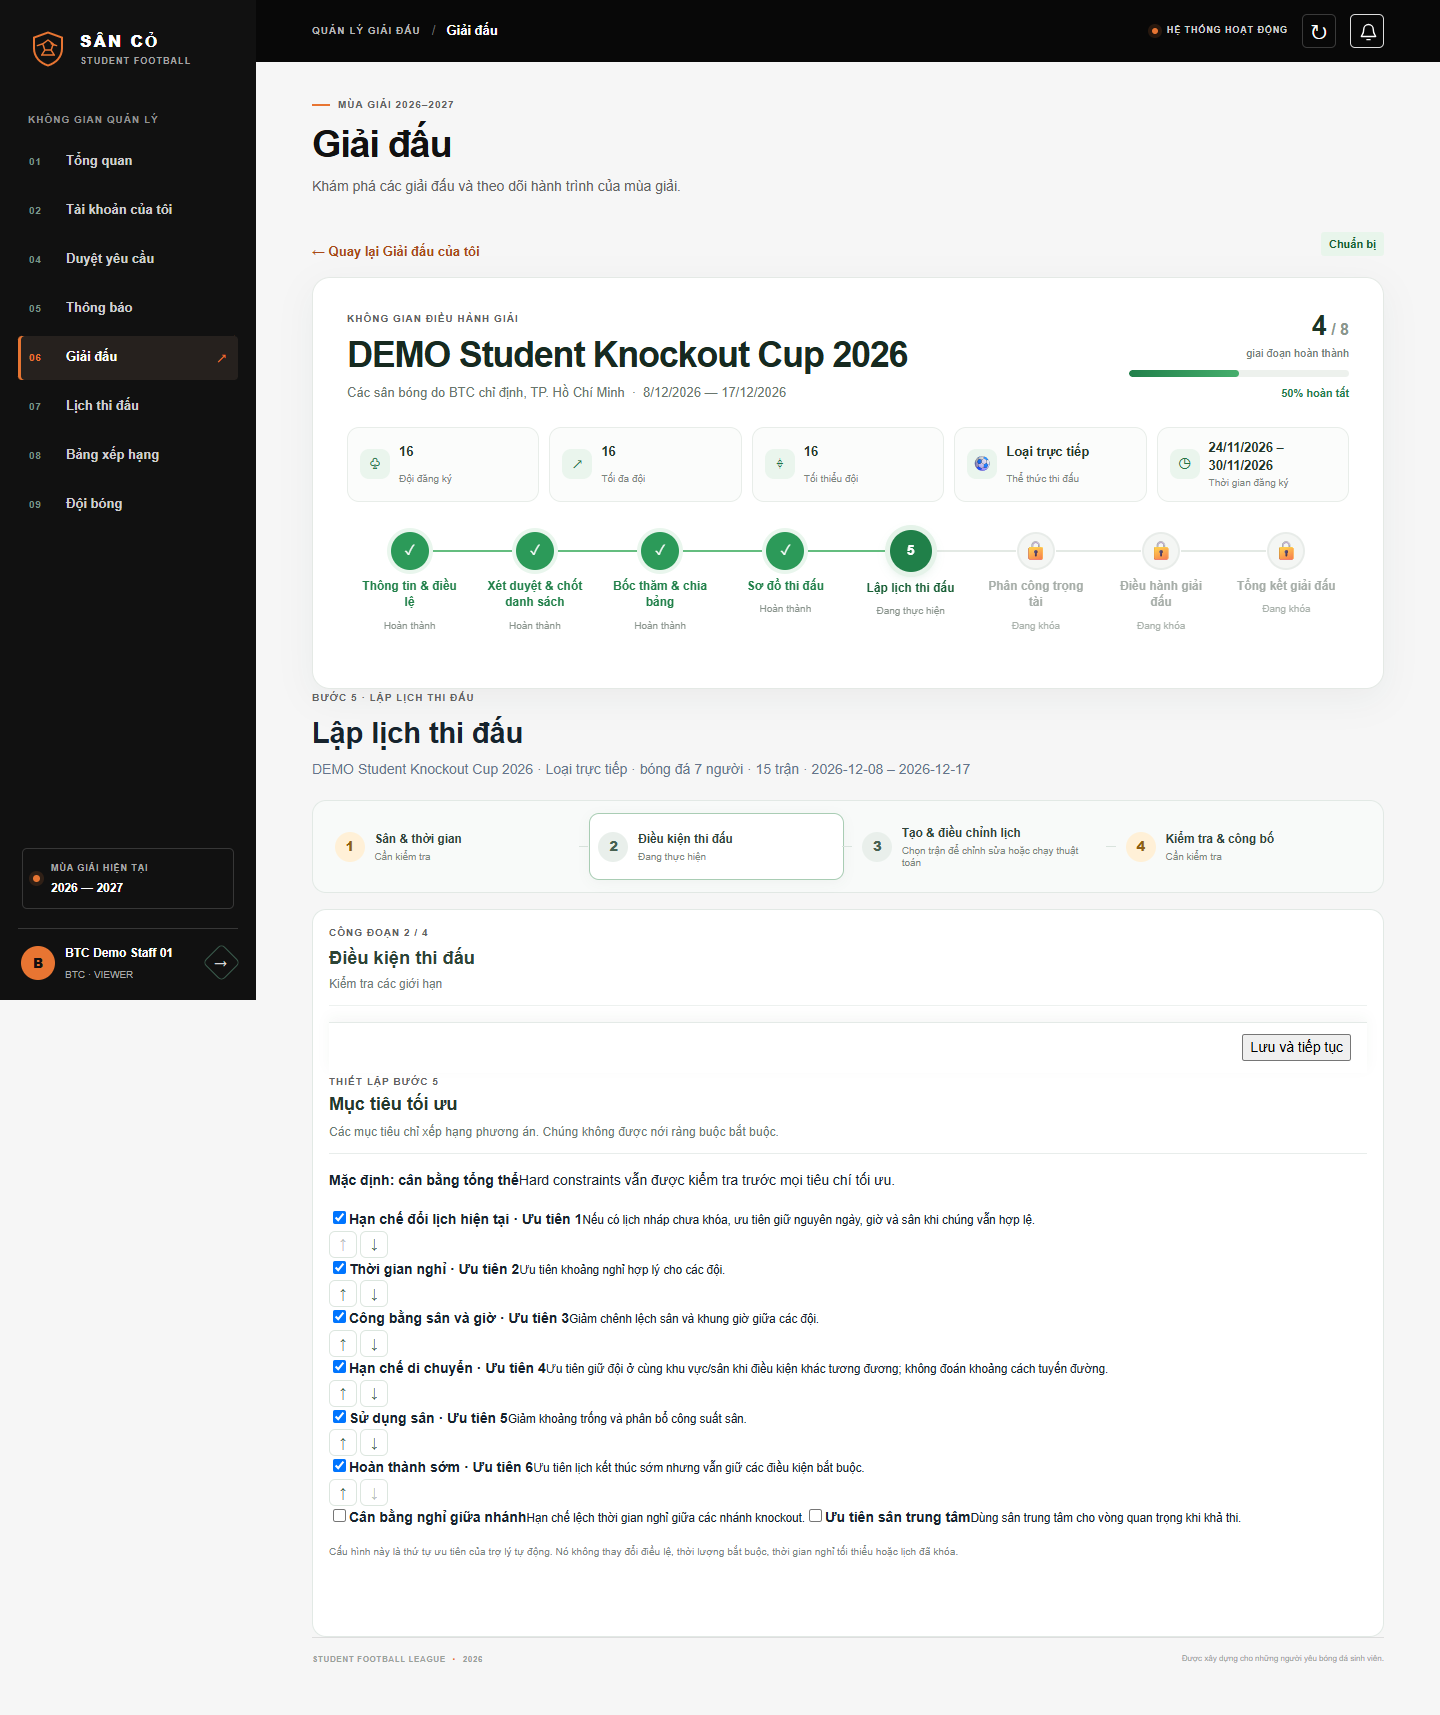 SÂN CỎ
STUDENT FOOTBALL
KHÔNG GIAN QUẢN LÝ
01 Tổng quan
02 Tài khoản của tôi
04 Duyệt yêu cầu
05 Thông báo
06 Giải đấu ↗
07 Lịch thi đấu
08 Bảng xếp hạng
09 Đội bóng
MÙA GIẢI HIỆN TẠI
2026 — 2027
B
BTC Demo Staff 01
BTC · VIEWER
→
QUẢN LÝ GIẢI ĐẤU / Giải đấu
HỆ THỐNG HOẠT ĐỘNG
↻
MÙA GIẢI 2026–2027
Giải đấu
Khám phá các giải đấu và theo dõi hành trình của mùa giải.
← Quay lại Giải đấu của tôi
Chuẩn bị
KHÔNG GIAN ĐIỀU HÀNH GIẢI
DEMO Student Knockout Cup 2026
Các sân bóng do BTC chỉ định, TP. Hồ Chí Minh · 8/12/2026 — 17/12/2026
4 / 8
giai đoạn hoàn thành
50% hoàn tất
16
Đội đăng ký
16
Tối đa đội
16
Tối thiểu đội
Loại trực tiếp
Thể thức thi đấu
24/11/2026 –
30/11/2026
Thời gian đăng ký
✓
Thông tin & điều
lệ
Hoàn thành
✓
Xét duyệt & chốt
danh sách
Hoàn thành
✓
Bốc thăm & chia
bảng
Hoàn thành
✓
Sơ đồ thi đấu
Hoàn thành
5
Lập lịch thi đấu
Đang thực hiện
Phân công trọng
tài
Đang khóa
Điều hành giải
đấu
Đang khóa
Tổng kết giải đấu
Đang khóa
BƯỚC 5 · LẬP LỊCH THI ĐẤU
Lập lịch thi đấu
DEMO Student Knockout Cup 2026 · Loại trực tiếp · bóng đá 7 người · 15 trận · 2026-12-08 – 2026-12-17
1
Sân & thời gian
Cần kiểm tra
2
Điều kiện thi đấu
Đang thực hiện
3
Tạo & điều chỉnh lịch
Chọn trận để chỉnh sửa hoặc chạy thuật
toán
4
Kiểm tra & công bố
Cần kiểm tra
CÔNG ĐOẠN 2 / 4
Điều kiện thi đấu
Kiểm tra các giới hạn
Lưu và tiếp tục
THIẾT LẬP BƯỚC 5
Mục tiêu tối ưu
Các mục tiêu chỉ xếp hạng phương án. Chúng không được nới ràng buộc bắt buộc.
Mặc định: cân bằng tổng thểHard constraints vẫn được kiểm tra trước mọi tiêu chí tối ưu.
Hạn chế đổi lịch hiện tại · Ưu tiên 1Nếu có lịch nháp chưa khóa, ưu tiên giữ nguyên ngày, giờ và sân khi chúng vẫn hợp lệ.
↑ ↓
Thời gian nghỉ · Ưu tiên 2Ưu tiên khoảng nghỉ hợp lý cho các đội.
↑ ↓
Công bằng sân và giờ · Ưu tiên 3Giảm chênh lệch sân và khung giờ giữa các đội.
↑ ↓
Hạn chế di chuyển · Ưu tiên 4Ưu tiên giữ đội ở cùng khu vực/sân khi điều kiện khác tương đương; không đoán khoảng cách tuyến đường.
↑ ↓
Sử dụng sân · Ưu tiên 5Giảm khoảng trống và phân bổ công suất sân.
↑ ↓
Hoàn thành sớm · Ưu tiên 6Ưu tiên lịch kết thúc sớm nhưng vẫn giữ các điều kiện bắt buộc.
↑ ↓
Cân bằng nghỉ giữa nhánhHạn chế lệch thời gian nghỉ giữa các nhánh knockout. Ưu tiên sân trung tâmDùng sân trung tâm cho vòng quan trọng khi khả thi.
Cấu hình này là thứ tự ưu tiên của trợ lý tự động. Nó không thay đổi điều lệ, thời lượng bắt buộc, thời gian nghỉ tối thiểu hoặc lịch đã khóa.
STUDENT FOOTBALL LEAGUE • 2026
Được xây dựng cho những người yêu bóng đá sinh viên.